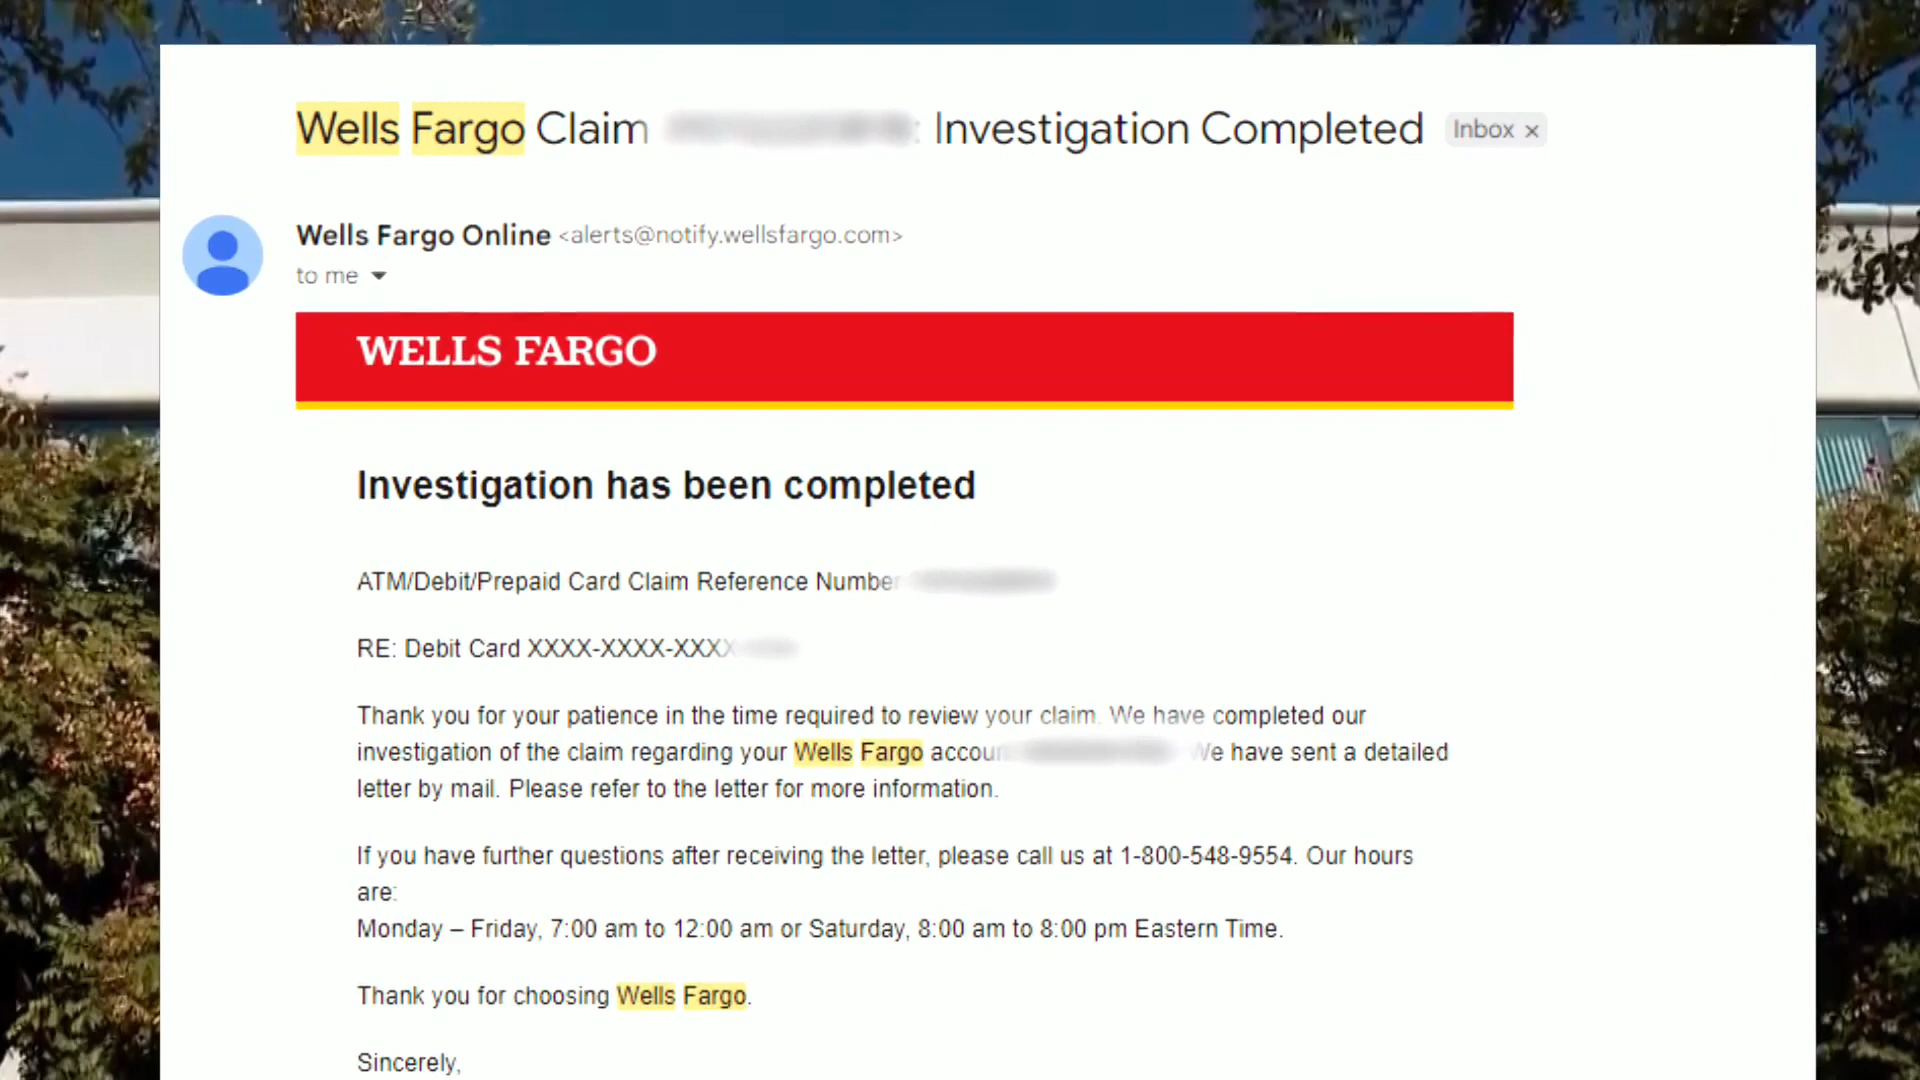 Wells Fargo Claim : Investigation Completed Inbox ×
Wells Fargo Online <alerts@notify.wellsfargo.com>
to me
WELLS FARGO
Investigation has been completed
ATM/Debit/Prepaid Card Claim Reference Number
RE: Debit Card XXXX-XXXX-XXXX
Thank you for your patience in the time required to review your claim. We have completed our
investigation of the claim regarding your Wells Fargo accoun We have sent a detailed
letter by mail. Please refer to the letter for more information.
If you have further questions after receiving the letter, please call us at 1-800-548-9554. Our hours
are:
Monday – Friday, 7:00 am to 12:00 am or Saturday, 8:00 am to 8:00 pm Eastern Time.
Thank you for choosing Wells Fargo.
Sincerely,